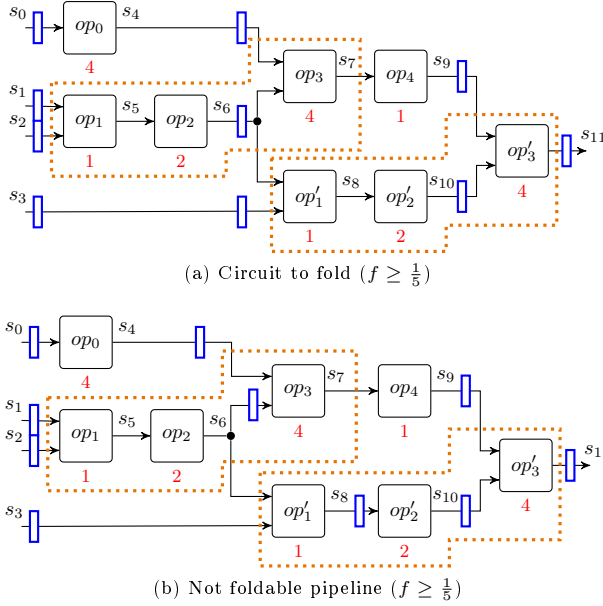 s₀ s₄
op₀
4
s₇ s₉
op₃ op₄
4 1
s₁
s₂
s₅ s₆
op₁ op₂
1 2
op′₃ s₁₁
4
s₃
s₈ s₁₀
op′₁ op′₂
1 2
(a) Circuit to fold (f ≥ 1/5)
s₀ s₄
op₀
4
s₇ s₉
op₃ op₄
4 1
s₁
s₂
s₅ s₆
op₁ op₂
1 2
op′₃ s₁
4
s₃
s₈ s₁₀
op′₁ op′₂
1 2
(b) Not foldable pipeline (f ≥ 1/5)